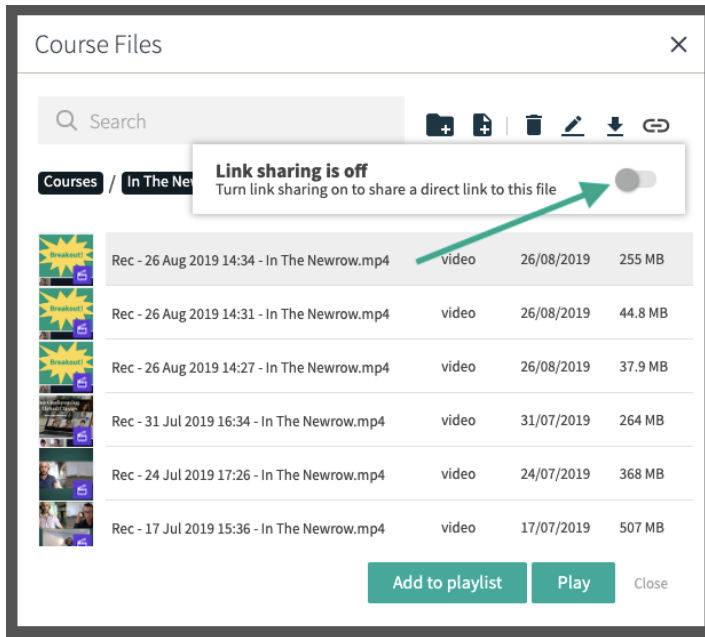 Course Files
Search
Link sharing is off
Turn link sharing on to share a direct link to this file
Courses / In The Ne
Breakout!
Rec - 26 Aug 2019 14:34 - In The Newrow.mp4 video 26/08/2019 255 MB
Breakout!
Rec - 26 Aug 2019 14:31 - In The Newrow.mp4 video 26/08/2019 44.8 MB
Breakout!
Rec - 26 Aug 2019 14:27 - In The Newrow.mp4 video 26/08/2019 37.9 MB
Rec - 31 Jul 2019 16:34 - In The Newrow.mp4 video 31/07/2019 264 MB
Rec - 24 Jul 2019 17:26 - In The Newrow.mp4 video 24/07/2019 368 MB
Rec - 17 Jul 2019 15:36 - In The Newrow.mp4 video 17/07/2019 507 MB
Add to playlist Play Close